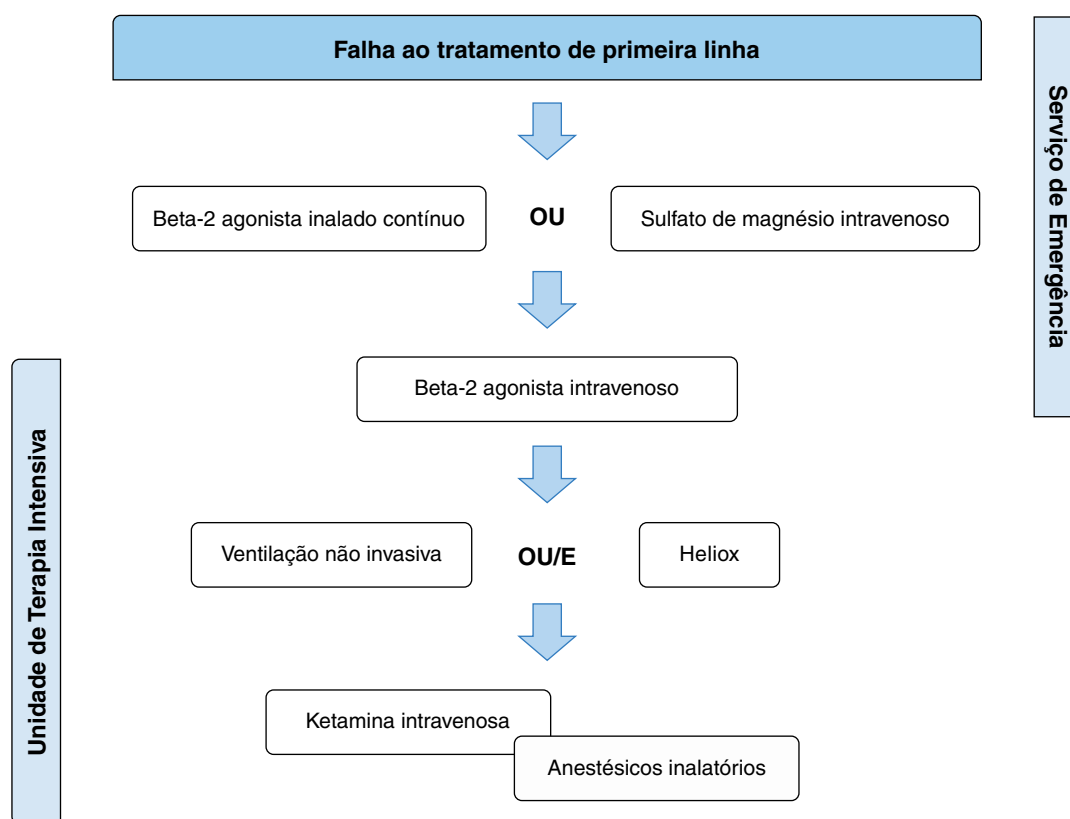 Falha ao tratamento de primeira linha
Serviço de Emergência
Beta-2 agonista inalado contínuo
OU
Sulfato de magnésio intravenoso
Beta-2 agonista intravenoso
Unidade de Terapia Intensiva
Ventilação não invasiva
OU/E
Heliox
Ketamina intravenosa
Anestésicos inalatórios